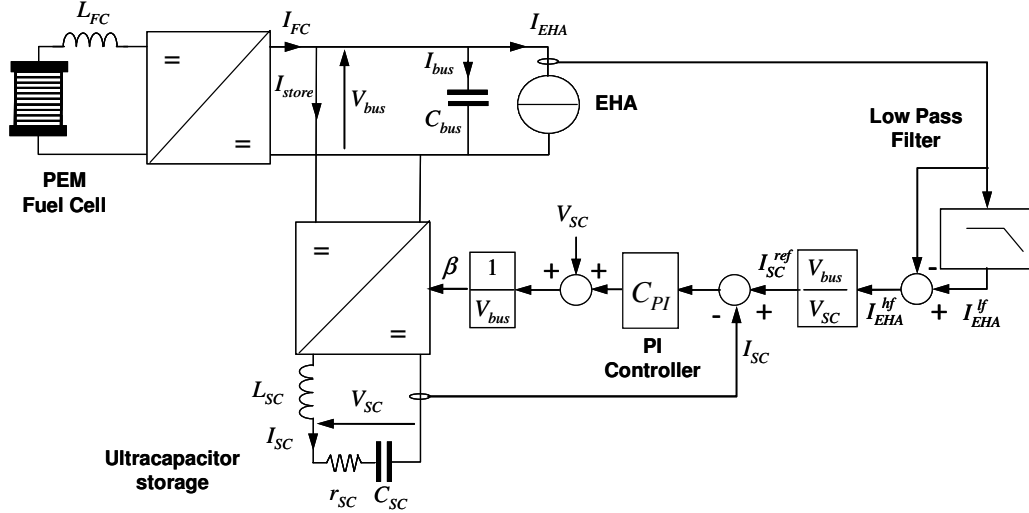 L_FC
I_FC
I_EHA
=
=
I_store
V_bus
I_bus
C_bus
EHA
Low Pass
Filter
PEM
Fuel Cell
=
=
β
1
V_bus
V_SC
+
+
C_PI
PI
Controller
I_SC^ref
-
+
I_SC
V_bus
V_SC
I_EHA^hf
-
+
I_EHA^lf
L_SC
V_SC
I_SC
r_SC
C_SC
Ultracapacitor
storage